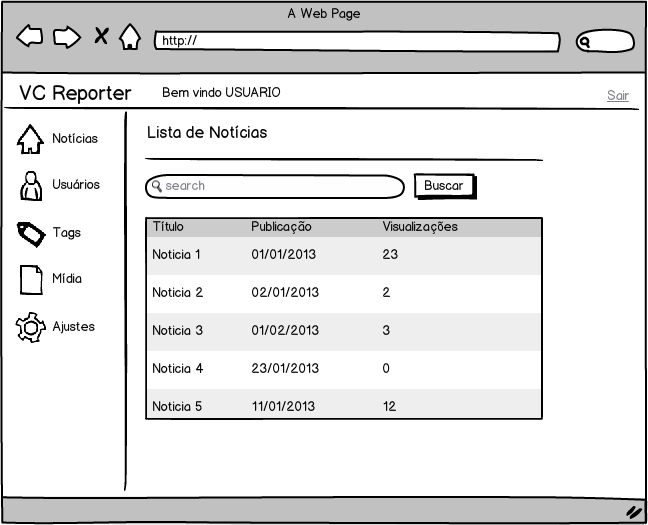 A Web Page
http://
VC Reporter
Bem vindo USUARIO
Sair
Notícias
Usuários
Tags
Mídia
Ajustes
Lista de Notícias
search
Buscar
Título Publicação Visualizações
Noticia 1 01/01/2013 23
Noticia 2 02/01/2013 2
Noticia 3 01/02/2013 3
Noticia 4 23/01/2013 0
Noticia 5 11/01/2013 12